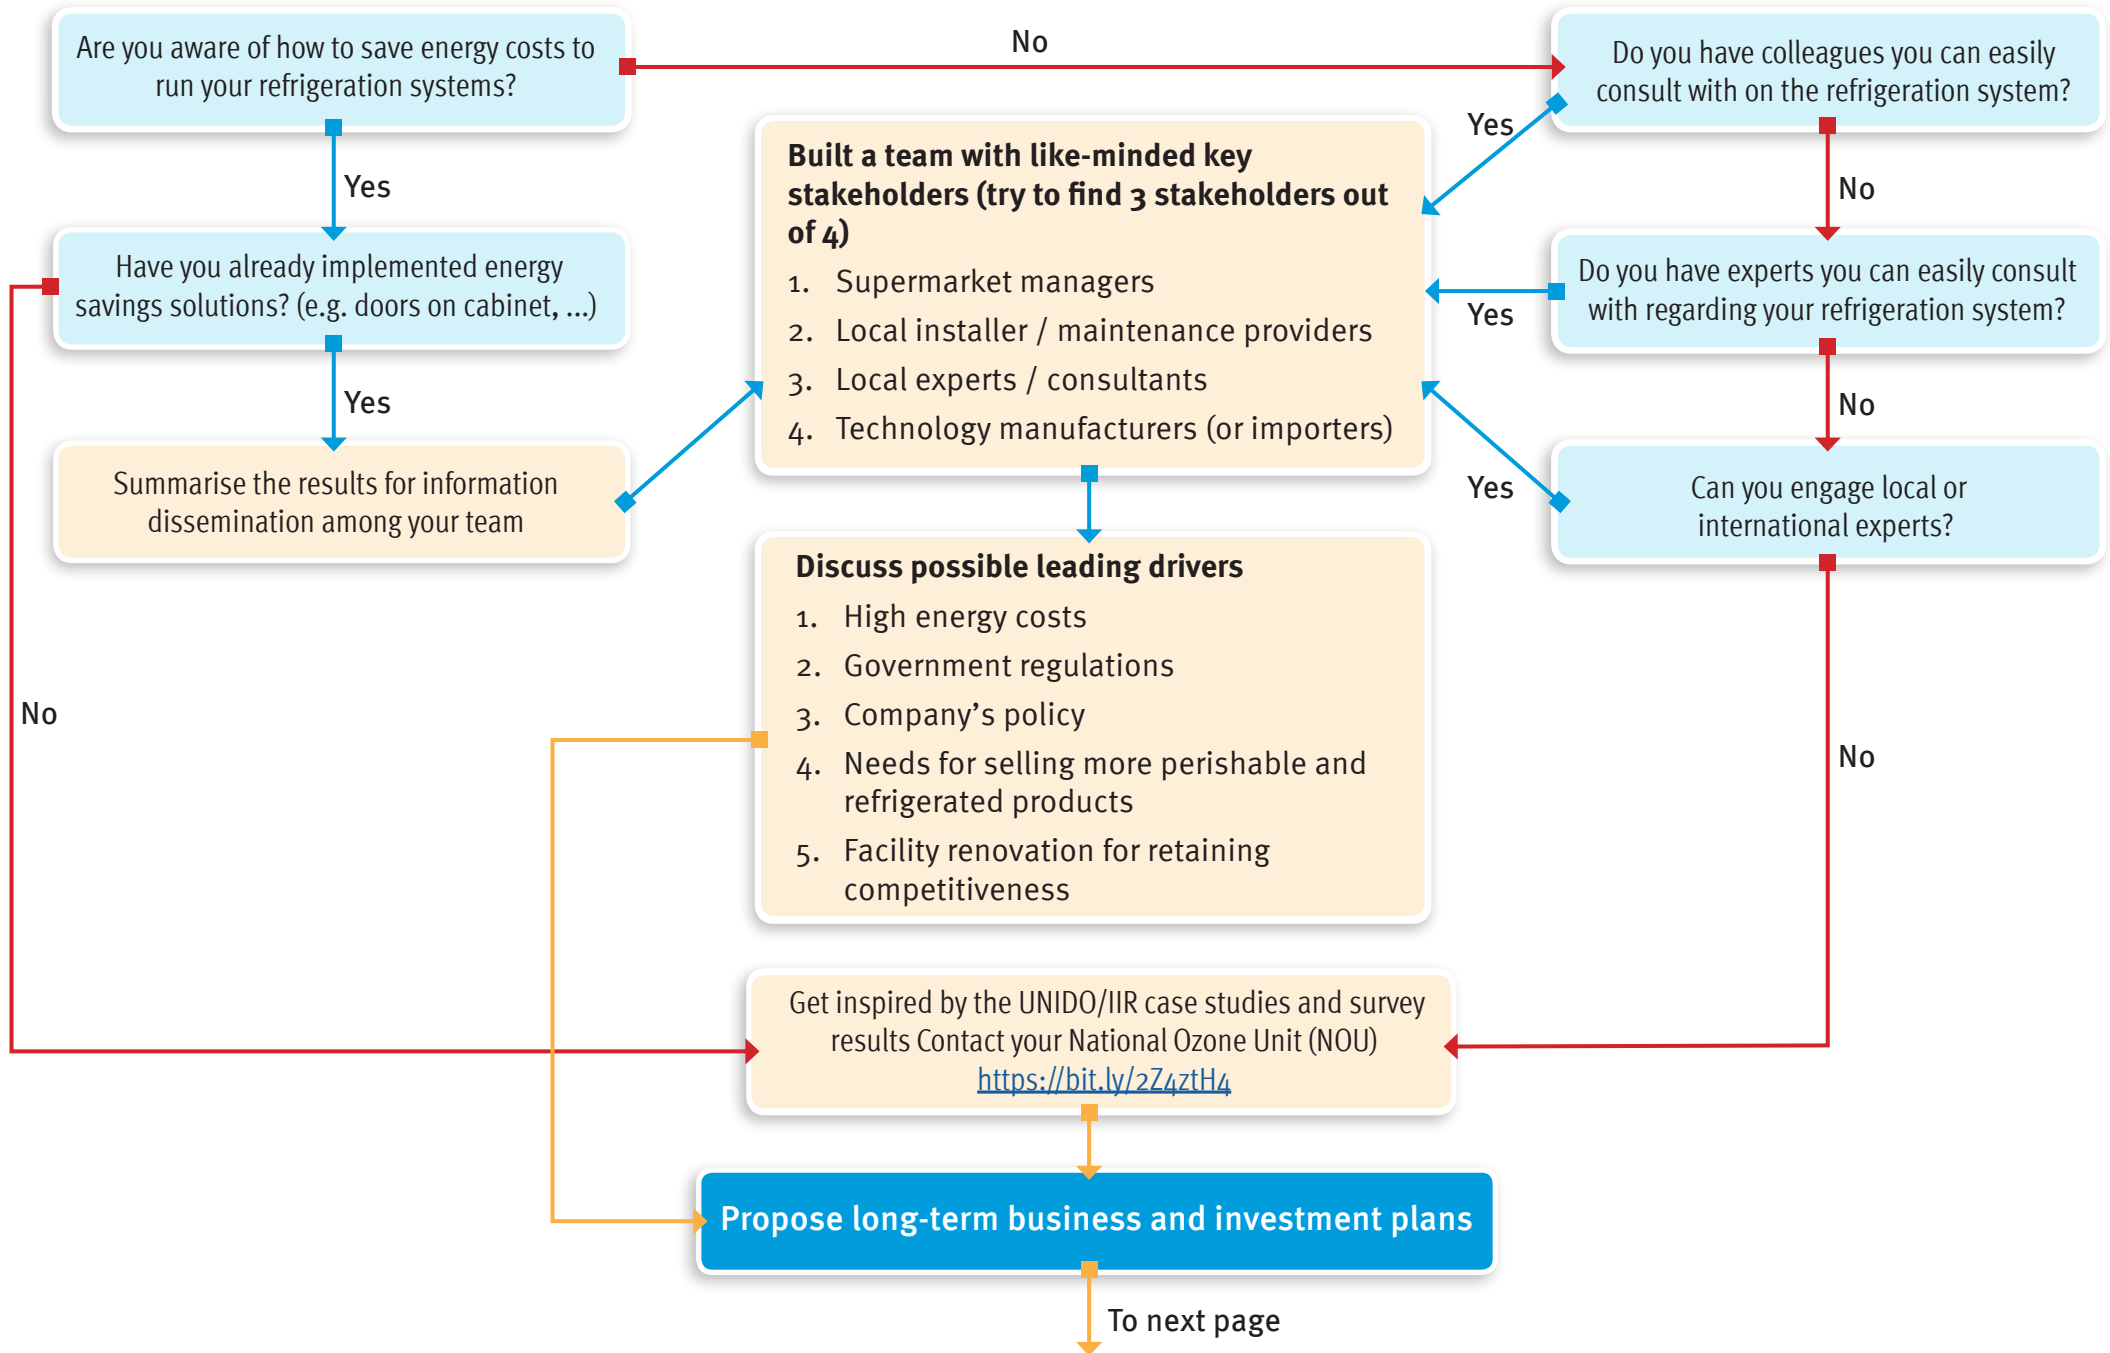 Are you aware of how to save energy costs to
run your refrigeration systems?
No
Do you have colleagues you can easily
consult with on the refrigeration system?
Yes
Yes
No
Built a team with like-minded key
stakeholders (try to find 3 stakeholders out
of 4)
1. Supermarket managers
2. Local installer / maintenance providers
3. Local experts / consultants
4. Technology manufacturers (or importers)
Have you already implemented energy
savings solutions? (e.g. doors on cabinet, ...)
Do you have experts you can easily consult
with regarding your refrigeration system?
Yes
Yes
No
Summarise the results for information
dissemination among your team
Yes
Can you engage local or
international experts?
Discuss possible leading drivers
1. High energy costs
2. Government regulations
3. Company's policy
4. Needs for selling more perishable and
refrigerated products
5. Facility renovation for retaining
competitiveness
No
No
Get inspired by the UNIDO/IIR case studies and survey
results Contact your National Ozone Unit (NOU)
https://bit.ly/2Z4ztH4
Propose long-term business and investment plans
To next page